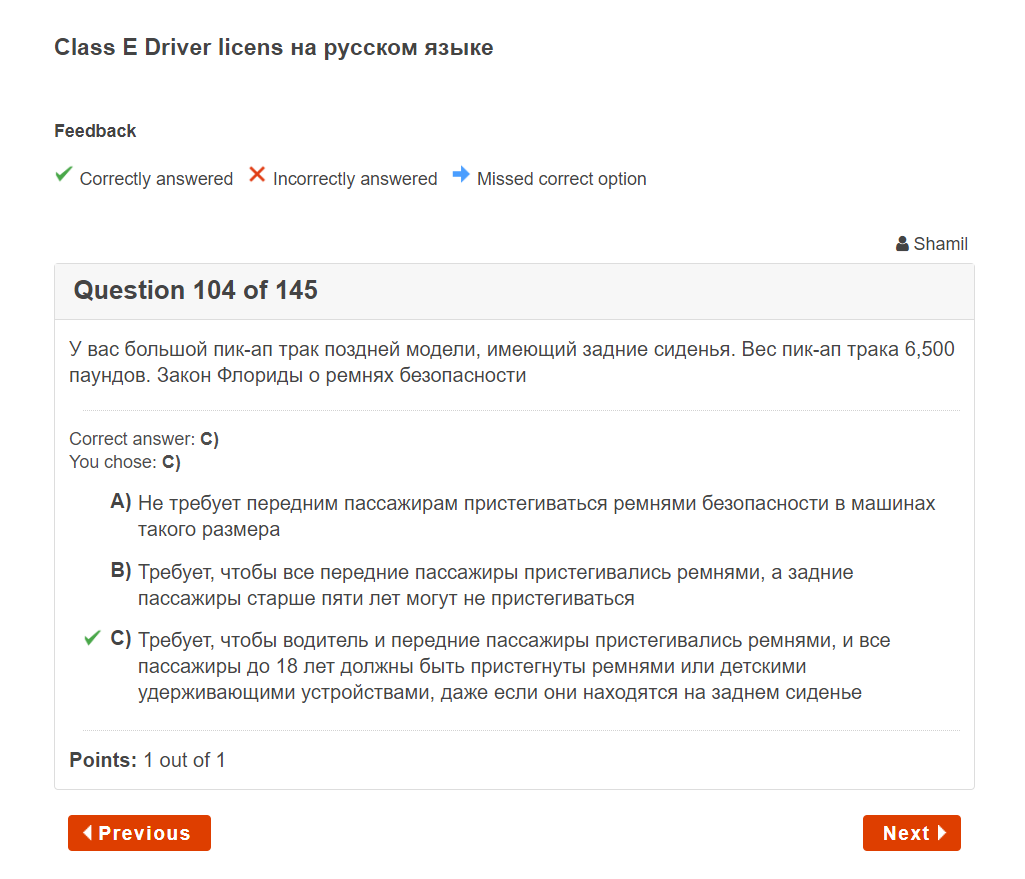 Class E Driver licens на русском языке
Feedback
Correctly answered Incorrectly answered Missed correct option
Shamil
Question 104 of 145
У вас большой пик-ап трак поздней модели, имеющий задние сиденья. Вес пик-ап трака 6,500
паундов. Закон Флориды о ремнях безопасности
Correct answer: C)
You chose: C)
A) Не требует передним пассажирам пристегиваться ремнями безопасности в машинах
такого размера
B) Требует, чтобы все передние пассажиры пристегивались ремнями, а задние
пассажиры старше пяти лет могут не пристегиваться
C) Требует, чтобы водитель и передние пассажиры пристегивались ремнями, и все
пассажиры до 18 лет должны быть пристегнуты ремнями или детскими
удерживающими устройствами, даже если они находятся на заднем сиденье
Points: 1 out of 1
Previous
Next